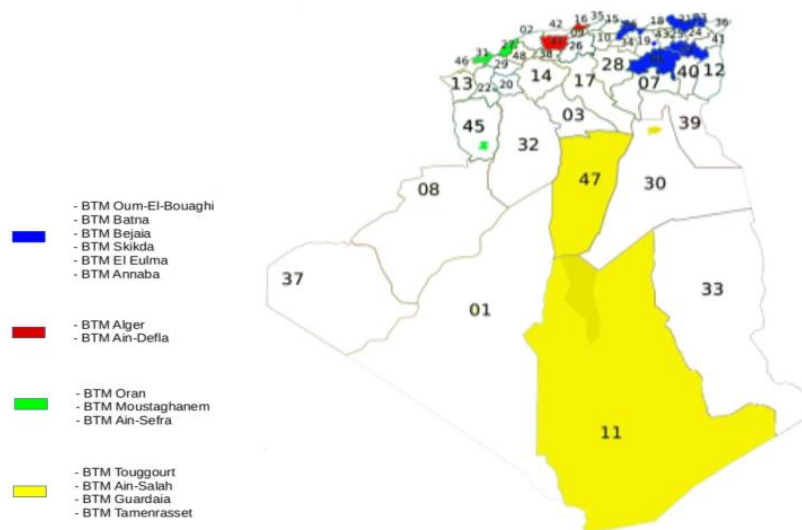 16 35
42 15 18 21 23 36
02 09
10 19 43 25 24
31 27 26 34 41
46 48 38
29 28 40 12
13 22 20 14 17 07
03 39
45
32
47
08 30
- BTM Oum-El-Bouaghi
- BTM Batna
- BTM Bejaia
- BTM Skikda
- BTM El Eulma
- BTM Annaba
37
33
01
- BTM Alger
- BTM Ain-Defla
- BTM Oran
- BTM Moustaghanem
- BTM Ain-Sefra
11
- BTM Touggourt
- BTM Ain-Salah
- BTM Guardaia
- BTM Tamenrasset